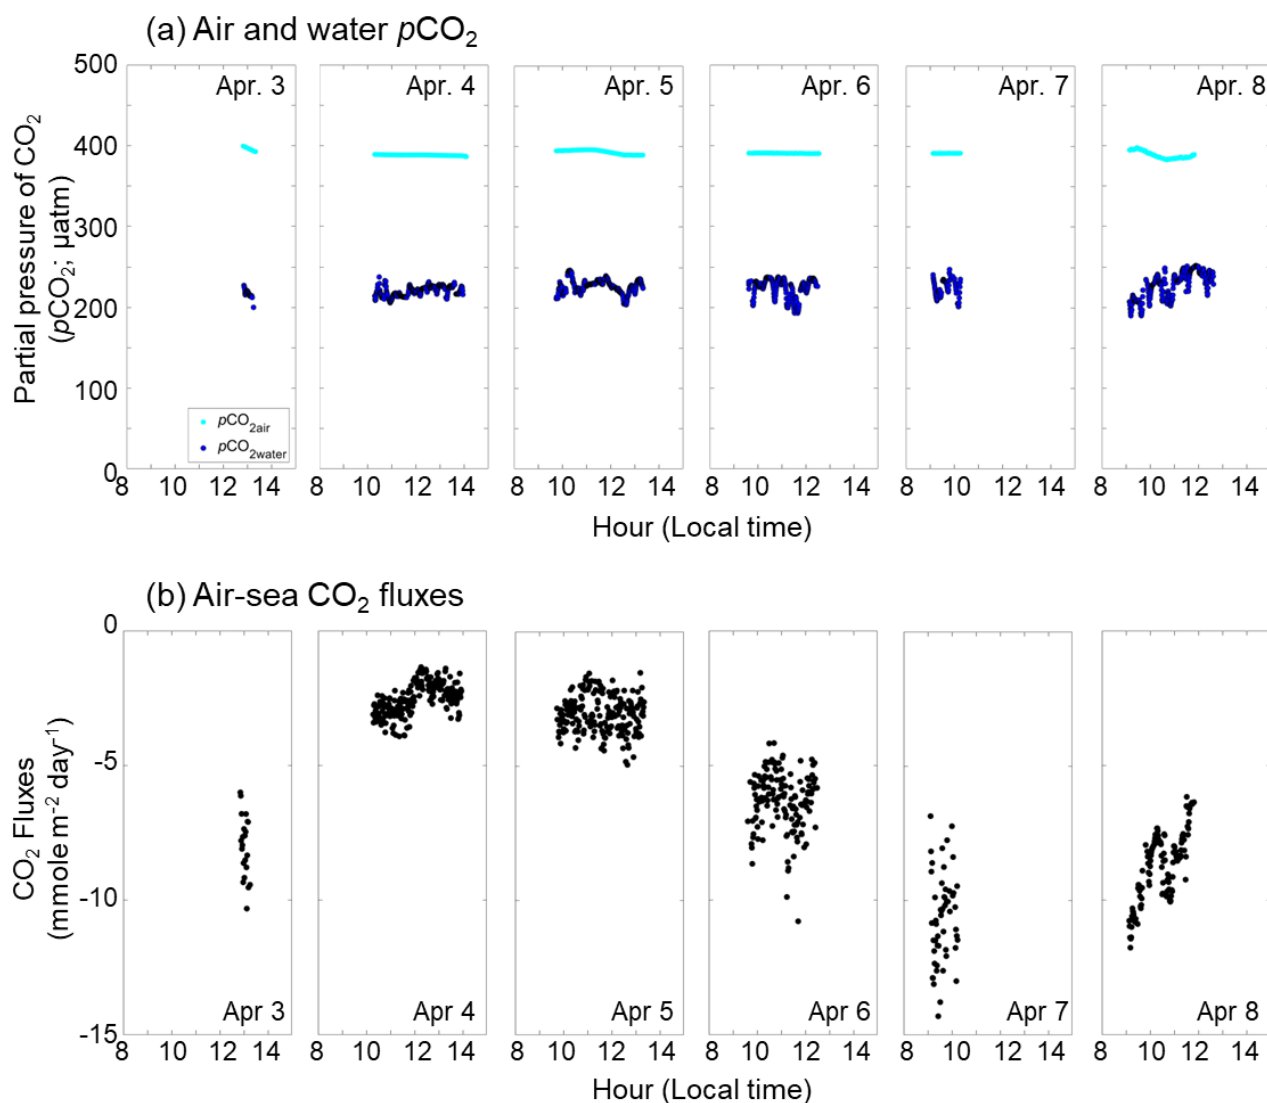 (a) Air and water pCO₂
500
400
300
200
100
0
Partial pressure of CO₂
(pCO₂; µatm)
Apr. 3
Apr. 4
Apr. 5
Apr. 6
Apr. 7
Apr. 8
pCO₂air
pCO₂water
8 10 12 14 8 10 12 14 8 10 12 14 8 10 12 14 8 10 12 14 8 10 12 14
Hour (Local time)
(b) Air-sea CO₂ fluxes
0
-5
-10
-15
CO₂ Fluxes
(mmole m⁻² day⁻¹)
Apr 3
Apr 4
Apr 5
Apr 6
Apr 7
Apr 8
8 10 12 14 8 10 12 14 8 10 12 14 8 10 12 14 8 10 12 14 8 10 12 14
Hour (Local time)